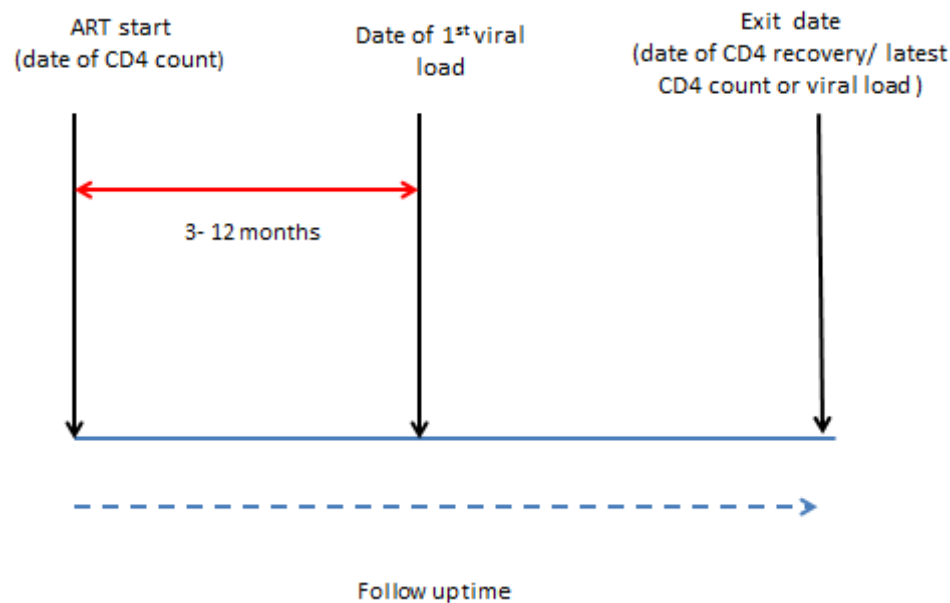 ART start
(date of CD4 count)
Date of 1st viral
load
Exit date
(date of CD4 recovery/ latest
CD4 count or viral load )
3- 12 months
Follow uptime